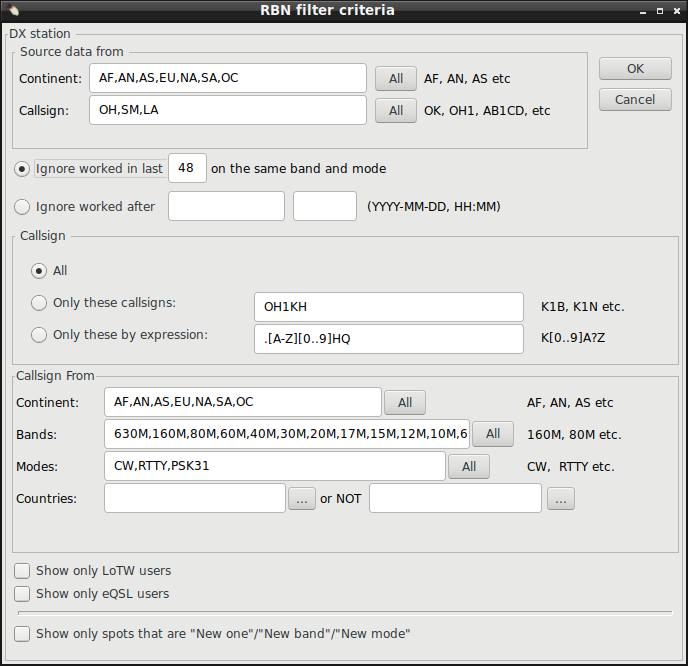 RBN filter criteria
DX station
Source data from
Continent: AF,AN,AS,EU,NA,SA,OC All AF, AN, AS etc OK
Callsign: OH,SM,LA All OK, OH1, AB1CD, etc Cancel
Ignore worked in last 48 on the same band and mode
Ignore worked after (YYYY-MM-DD, HH:MM)
Callsign
All
Only these callsigns: OH1KH K1B, K1N etc.
Only these by expression: .[A-Z][0..9]HQ K[0..9]A?Z
Callsign From
Continent: AF,AN,AS,EU,NA,SA,OC All AF, AN, AS etc
Bands: 630M,160M,80M,60M,40M,30M,20M,17M,15M,12M,10M,6 All 160M, 80M etc.
Modes: CW,RTTY,PSK31 All CW, RTTY etc.
Countries: ... or NOT ...
Show only LoTW users
Show only eQSL users
Show only spots that are "New one"/"New band"/"New mode"